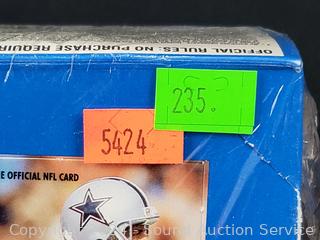 OFFICIAL RULES: NO PURCHASE REQUIR
235.
5424
E OFFICIAL NFL CARD
Sound Auction Service